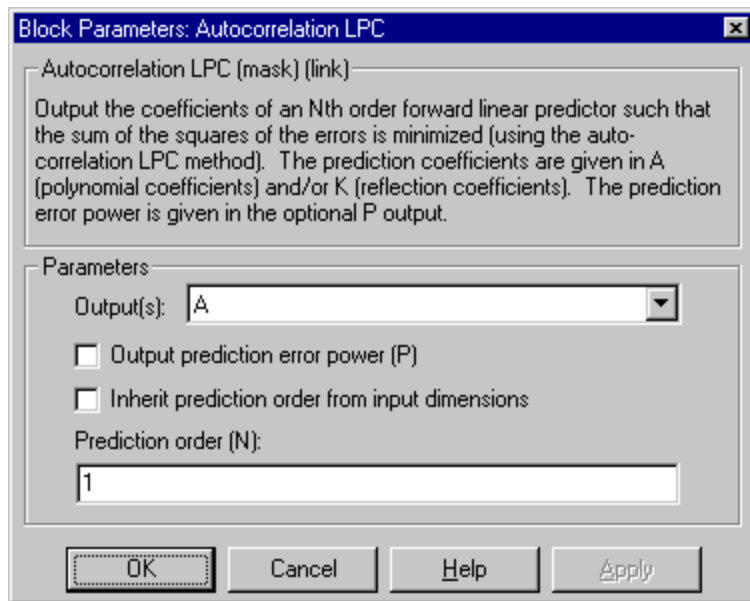 Block Parameters: Autocorrelation LPC
Autocorrelation LPC (mask) (link)
Output the coefficients of an Nth order forward linear predictor such that
the sum of the squares of the errors is minimized (using the auto-
correlation LPC method).  The prediction coefficients are given in A
(polynomial coefficients) and/or K (reflection coefficients).  The prediction
error power is given in the optional P output.
Parameters
Output(s): A
Output prediction error power (P)
Inherit prediction order from input dimensions
Prediction order (N):
1
OK Cancel Help Apply